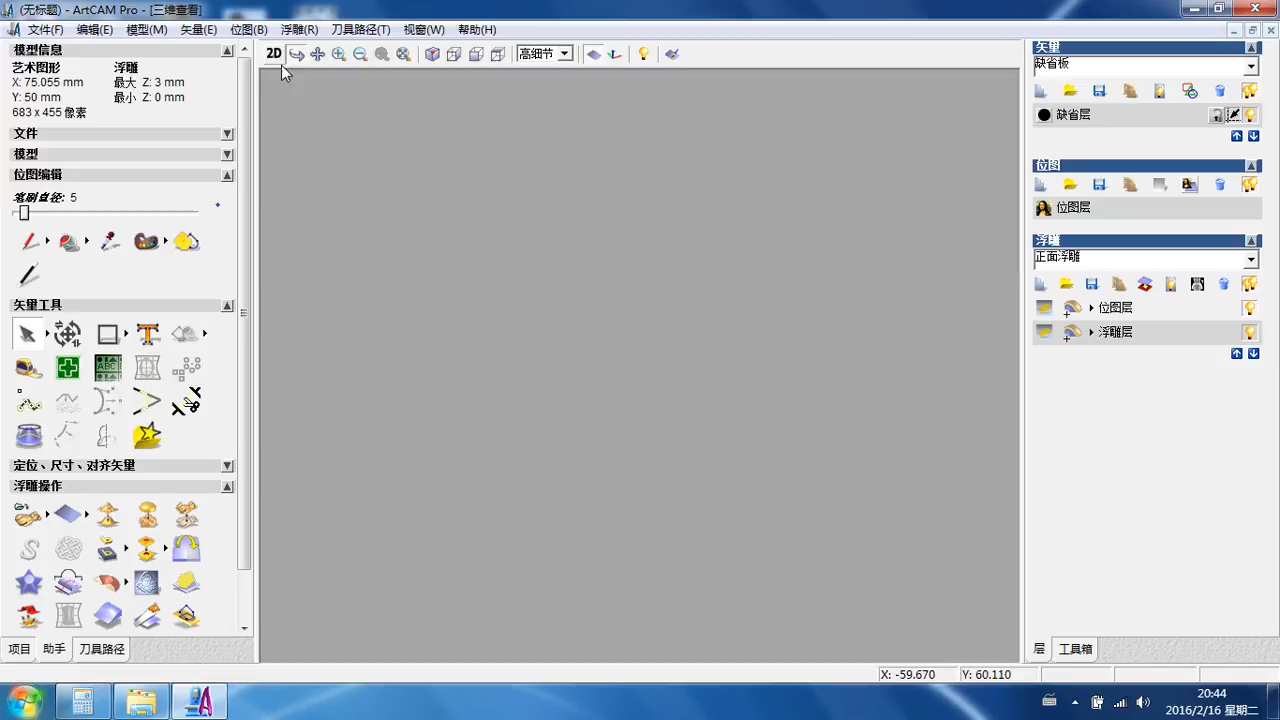 (无标题) - ArtCAM Pro - [三维查看]
文件(F) 编辑(E) 模型(M) 矢量(E) 位图(B) 浮雕(R) 刀具路径(T) 视窗(W) 帮助(H)
2D 高细节
模型信息
艺术图形 浮雕
X: 75.055 mm 最大 Z: 3 mm
Y: 50 mm 最小 Z: 0 mm
683 x 455 像素
文件
模型
位图编辑
笔刷直径: 5
矢量工具
ABC
定位、尺寸、对齐矢量
浮雕操作
项目 助手 刀具路径
矢量
缺省板
缺省层
位图
位图层
浮雕
正面浮雕
位图层
浮雕层
层 工具箱
X: -59.670 Y: 60.110
20:44
2016/2/16 星期二